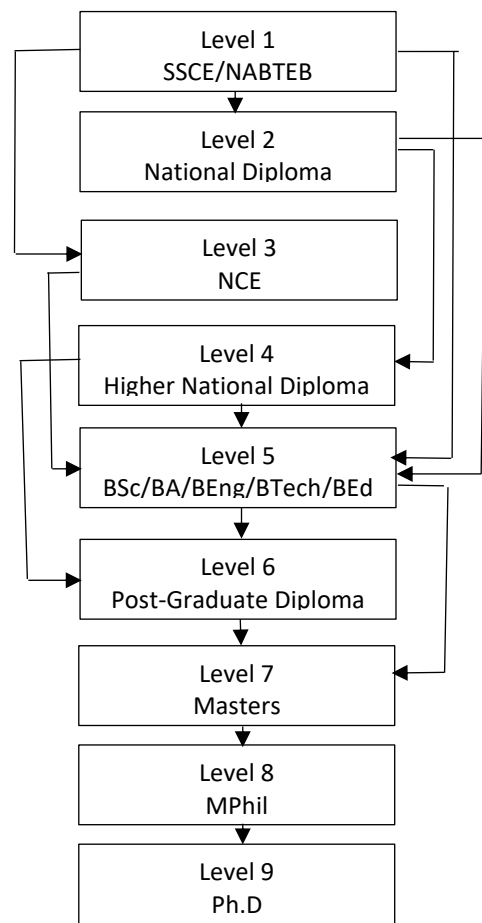 Level 1
SSCE/NABTEB
Level 2
National Diploma
Level 3
NCE
Level 4
Higher National Diploma
Level 5
BSc/BA/BEng/BTech/BEd
Level 6
Post-Graduate Diploma
Level 7
Masters
Level 8
MPhil
Level 9
Ph.D